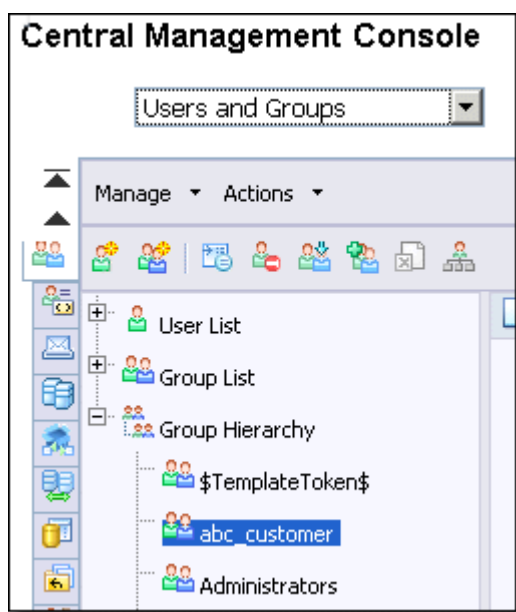 Central Management Console
Users and Groups
Manage Actions
User List
Group List
Group Hierarchy
$TemplateToken$
abc_customer
Administrators